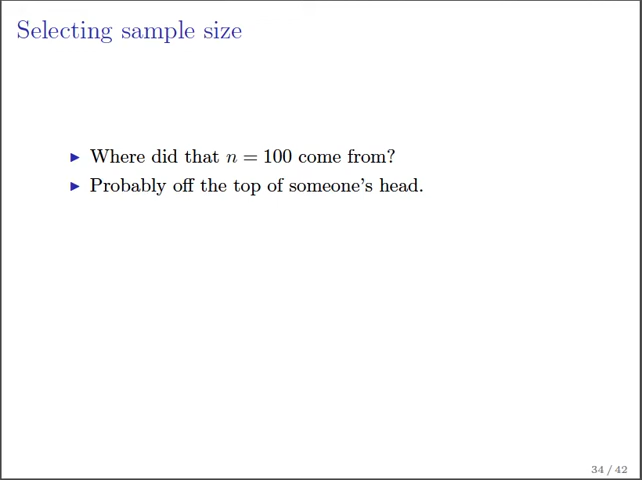 Selecting sample size
▶ Where did that n = 100 come from?
▶ Probably off the top of someone's head.
34 / 42